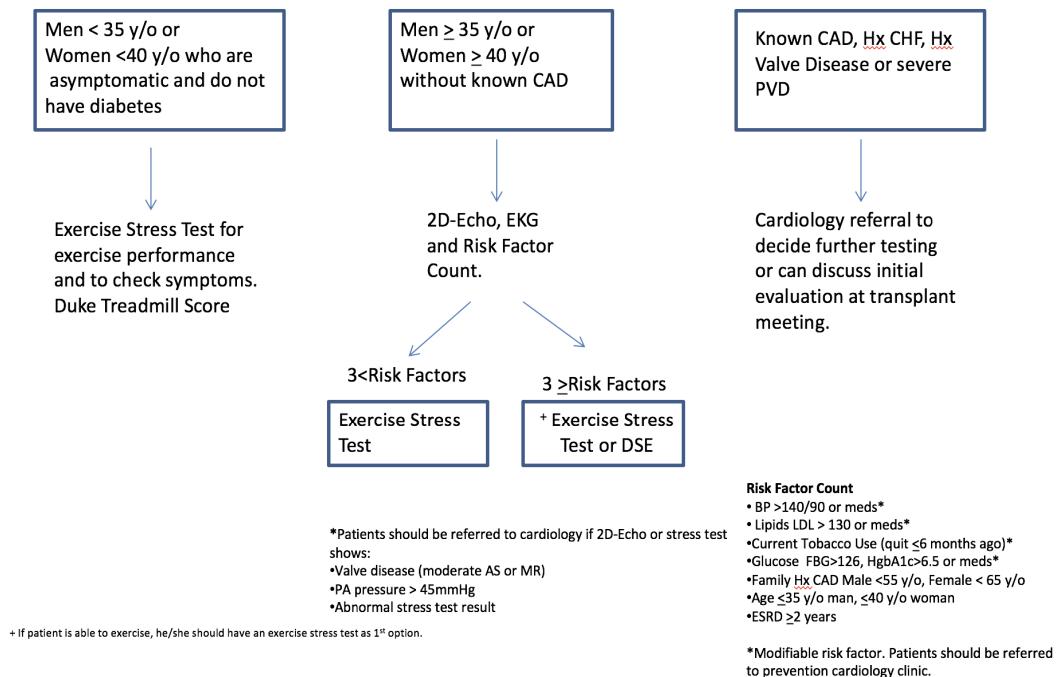 Men < 35 y/o or
Women <40 y/o who are
asymptomatic and do not
have diabetes
Men ≥ 35 y/o or
Women ≥ 40 y/o
without known CAD
Known CAD, Hx CHF, Hx
Valve Disease or severe
PVD
Exercise Stress Test for
exercise performance
and to check symptoms.
Duke Treadmill Score
2D-Echo, EKG
and Risk Factor
Count.
Cardiology referral to
decide further testing
or can discuss initial
evaluation at transplant
meeting.
3<Risk Factors
Exercise Stress
Test
3 ≥Risk Factors
+ Exercise Stress
Test or DSE
*Patients should be referred to cardiology if 2D-Echo or stress test
shows:
•Valve disease (moderate AS or MR)
•PA pressure > 45mmHg
•Abnormal stress test result
Risk Factor Count
• BP >140/90 or meds*
• Lipids LDL > 130 or meds*
•Current Tobacco Use (quit ≤6 months ago)*
•Glucose FBG>126, HgbA1c>6.5 or meds*
•Family Hx CAD Male <55 y/o, Female < 65 y/o
•Age ≤35 y/o man, ≤40 y/o woman
•ESRD ≥2 years
*Modifiable risk factor. Patients should be referred
to prevention cardiology clinic.
+ If patient is able to exercise, he/she should have an exercise stress test as 1st option.